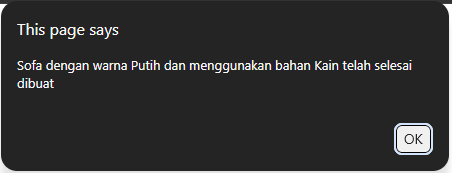 This page says
Sofa dengan warna Putih dan menggunakan bahan Kain telah selesai
dibuat
OK